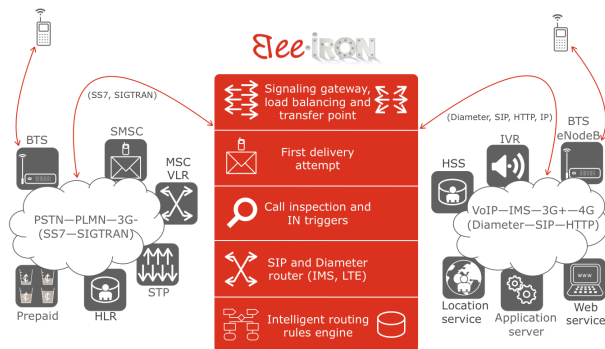 Elee·iRON
(SS7, SIGTRAN)
BTS
SMSC
MSC
VLR
PSTN—PLMN—3G-
(SS7—SIGTRAN)
Prepaid
HLR
STP
Signaling gateway,
load balancing and
transfer point
First delivery
attempt
Call inspection and
IN triggers
SIP and Diameter
router (IMS, LTE)
Intelligent routing
rules engine
(Diameter, SIP, HTTP, IP)
BTS
eNodeB
IVR
HSS
VoIP—IMS—3G+—4G
(Diameter—SIP—HTTP)
www
Location
service
Application
server
Web
service